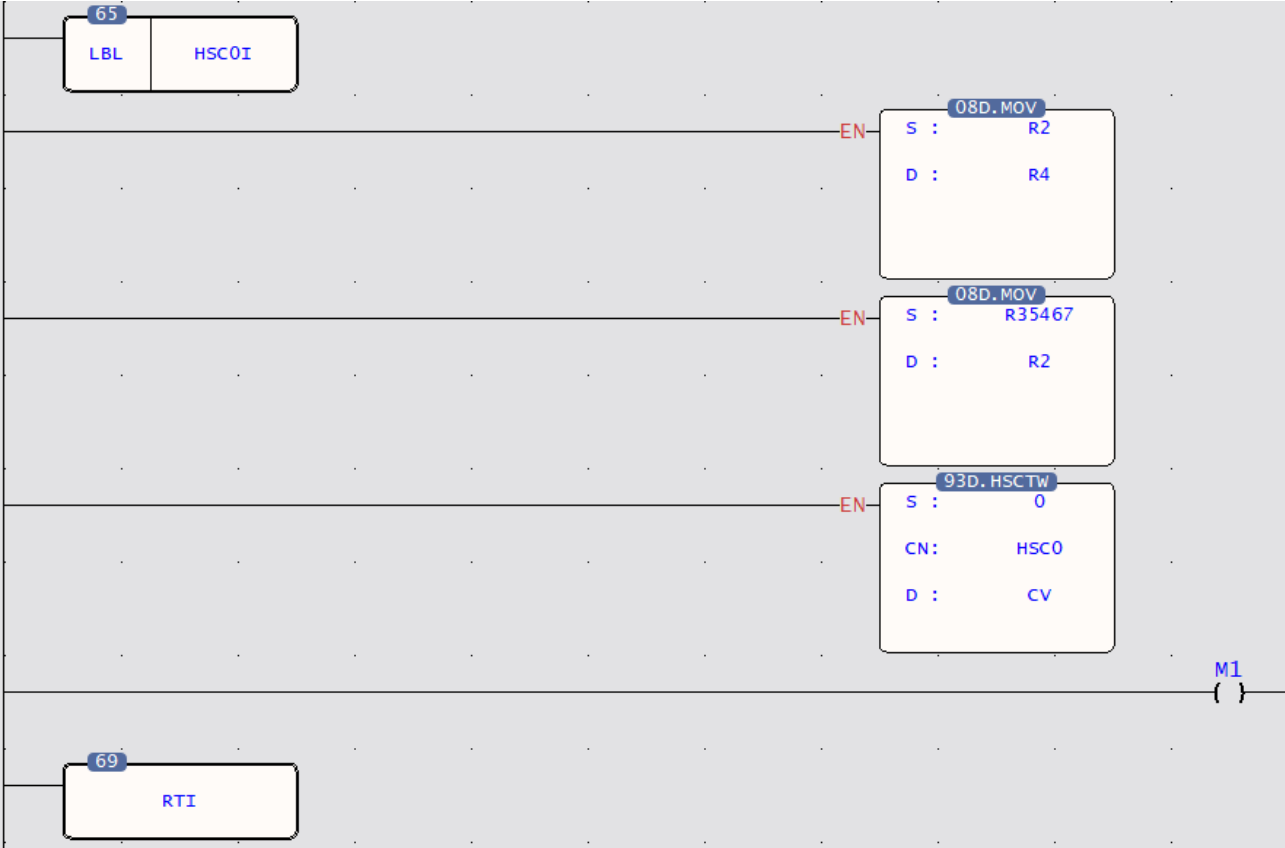 65
LBL HSC0I
08D.MOV
EN S : R2
D : R4
08D.MOV
EN S : R35467
D : R2
93D.HSCTW
EN S : 0
CN: HSC0
D : CV
M1
( )
69
RTI